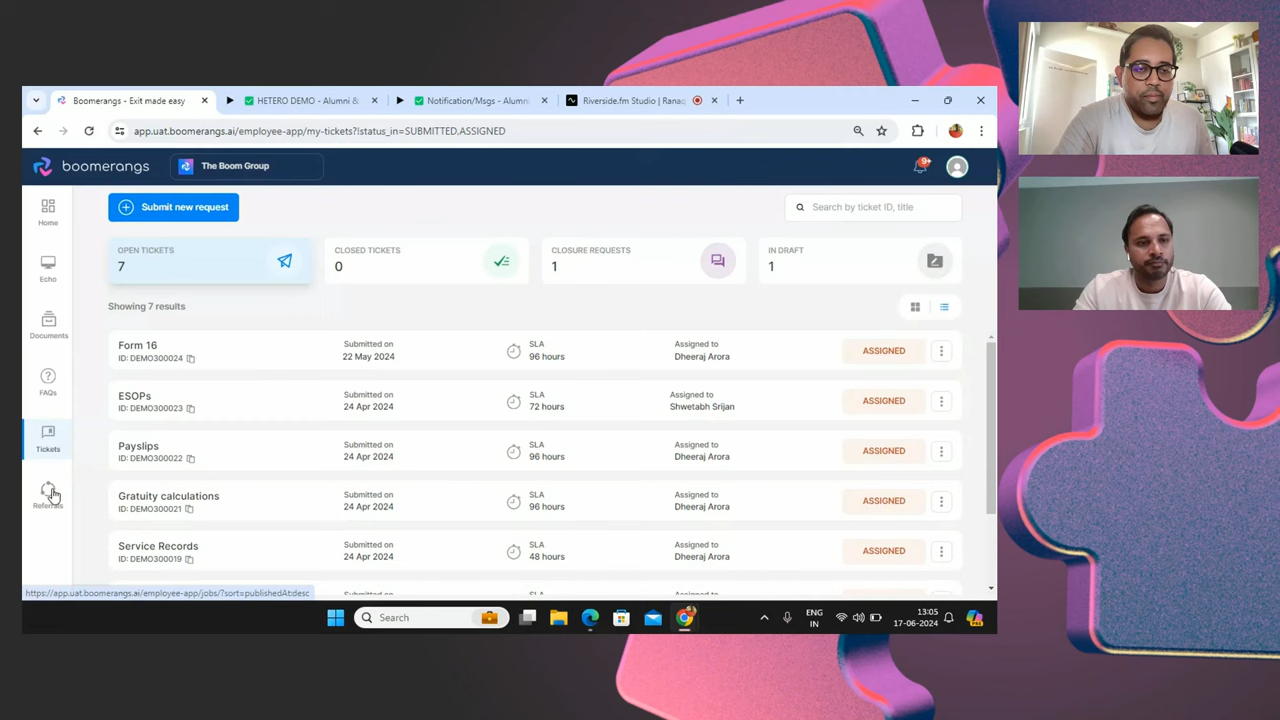 Boomerangs - Exit made easy
HETERO DEMO - Alumni &
Notification/Msgs - Alumni
Riverside.fm Studio | Rana
app.uat.boomerangs.ai/employee-app/my-tickets?lstatus_in=SUBMITTED,ASSIGNED
boomerangs
The Boom Group
9+
Submit new request
Search by ticket ID, title
Home
Echo
Documents
FAQs
Tickets
Referrals
OPEN TICKETS
7
CLOSED TICKETS
0
CLOSURE REQUESTS
1
IN DRAFT
1
Showing 7 results
Form 16
ID: DEMO300024
Submitted on
22 May 2024
SLA
96 hours
Assigned to
Dheeraj Arora
ASSIGNED
ESOPs
ID: DEMO300023
Submitted on
24 Apr 2024
SLA
72 hours
Assigned to
Shwetabh Srijan
ASSIGNED
Payslips
ID: DEMO300022
Submitted on
24 Apr 2024
SLA
96 hours
Assigned to
Dheeraj Arora
ASSIGNED
Gratuity calculations
ID: DEMO300021
Submitted on
24 Apr 2024
SLA
96 hours
Assigned to
Dheeraj Arora
ASSIGNED
Service Records
ID: DEMO300019
Submitted on
24 Apr 2024
SLA
48 hours
Assigned to
Dheeraj Arora
ASSIGNED
https://app.uat.boomerangs.ai/employee-app/jobs/?sort=publishedAt:desc
Search
ENG
IN
13:05
17-06-2024